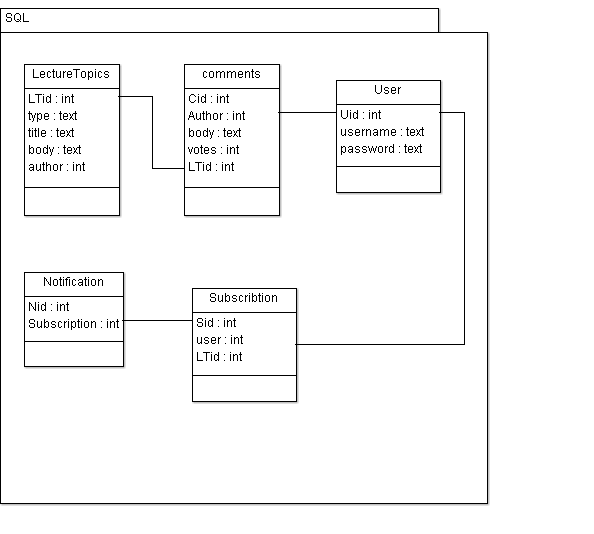 SQL
LectureTopics
LTid : int
type : text
title : text
body : text
author : int
comments
Cid : int
Author : int
body : text
votes : int
LTid : int
User
Uid : int
username : text
password : text
Notification
Nid : int
Subscription : int
Subscribtion
Sid : int
user : int
LTid : int